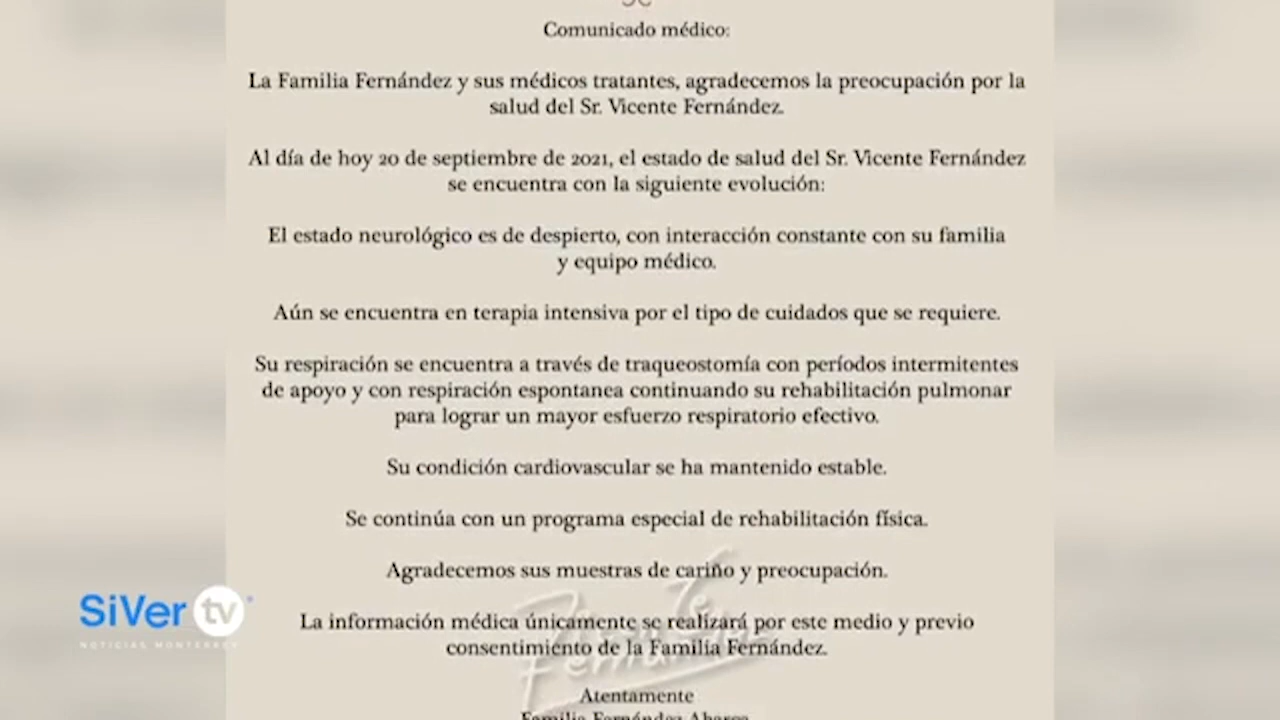 Comunicado médico:
La Familia Fernández y sus médicos tratantes, agradecemos la preocupación por la
salud del Sr. Vicente Fernández.
Al día de hoy 20 de septiembre de 2021, el estado de salud del Sr. Vicente Fernández
se encuentra con la siguiente evolución:
El estado neurológico es de despierto, con interacción constante con su familia
y equipo médico.
Aún se encuentra en terapia intensiva por el tipo de cuidados que se requiere.
Su respiración se encuentra a través de traqueostomía con períodos intermitentes
de apoyo y con respiración espontanea continuando su rehabilitación pulmonar
para lograr un mayor esfuerzo respiratorio efectivo.
Su condición cardiovascular se ha mantenido estable.
Se continúa con un programa especial de rehabilitación física.
Agradecemos sus muestras de cariño y preocupación.
La información médica únicamente se realizará por este medio y previo
consentimiento de la Familia Fernández.
Atentamente
Familia Fernández Abarca
SiVer tv
NOTICIAS MONTERREY